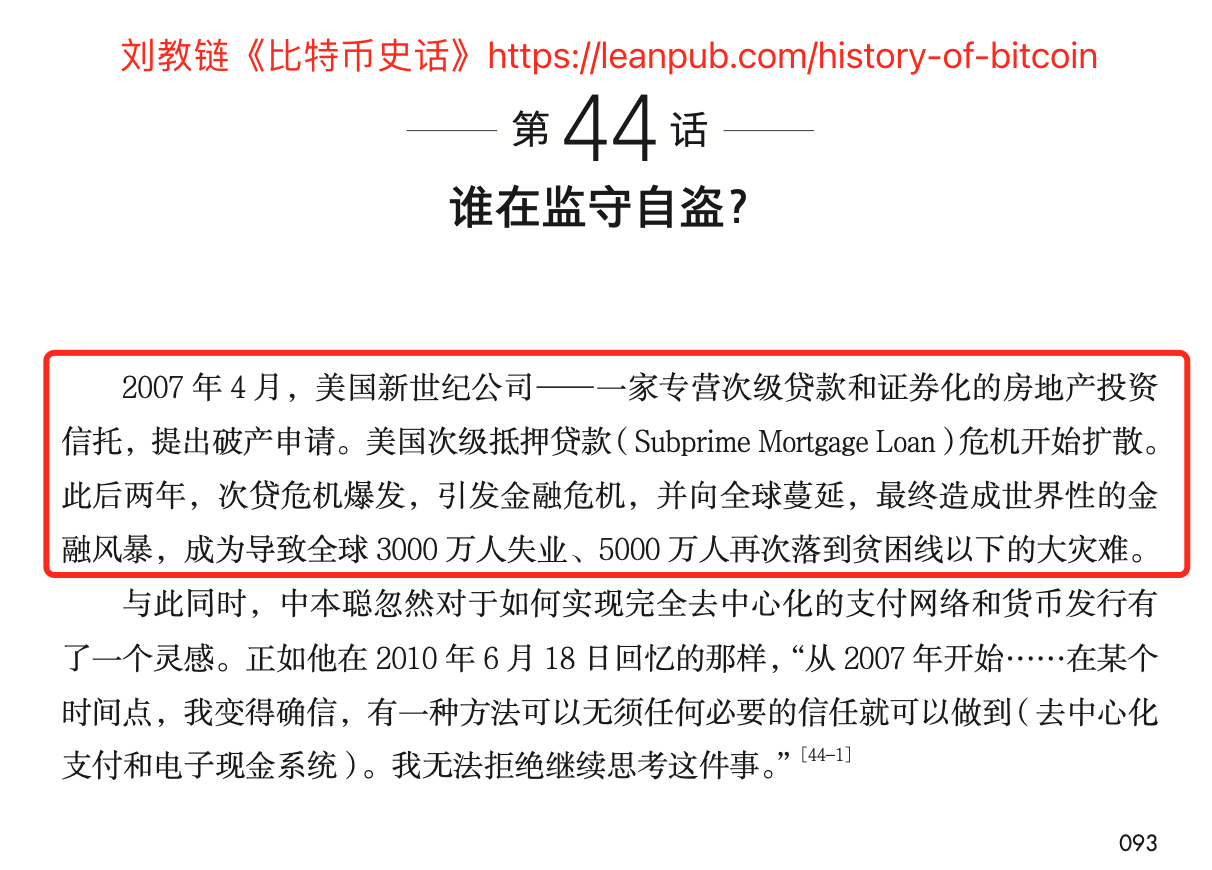 刘教链《比特币史话》https://leanpub.com/history-of-bitcoin
第 44 话
谁在监守自盗?
2007 年 4 月，美国新世纪公司——一家专营次级贷款和证券化的房地产投资
信托，提出破产申请。美国次级抵押贷款（Subprime Mortgage Loan）危机开始扩散。
此后两年，次贷危机爆发，引发金融危机，并向全球蔓延，最终造成世界性的金
融风暴，成为导致全球 3000 万人失业、5000 万人再次落到贫困线以下的大灾难。
与此同时，中本聪忽然对于如何实现完全去中心化的支付网络和货币发行有
了一个灵感。正如他在 2010 年 6 月 18 日回忆的那样，“从 2007 年开始……在某个
时间点，我变得确信，有一种方法可以无须任何必要的信任就可以做到（去中心化
支付和电子现金系统）。我无法拒绝继续思考这件事。”[44-1]
093